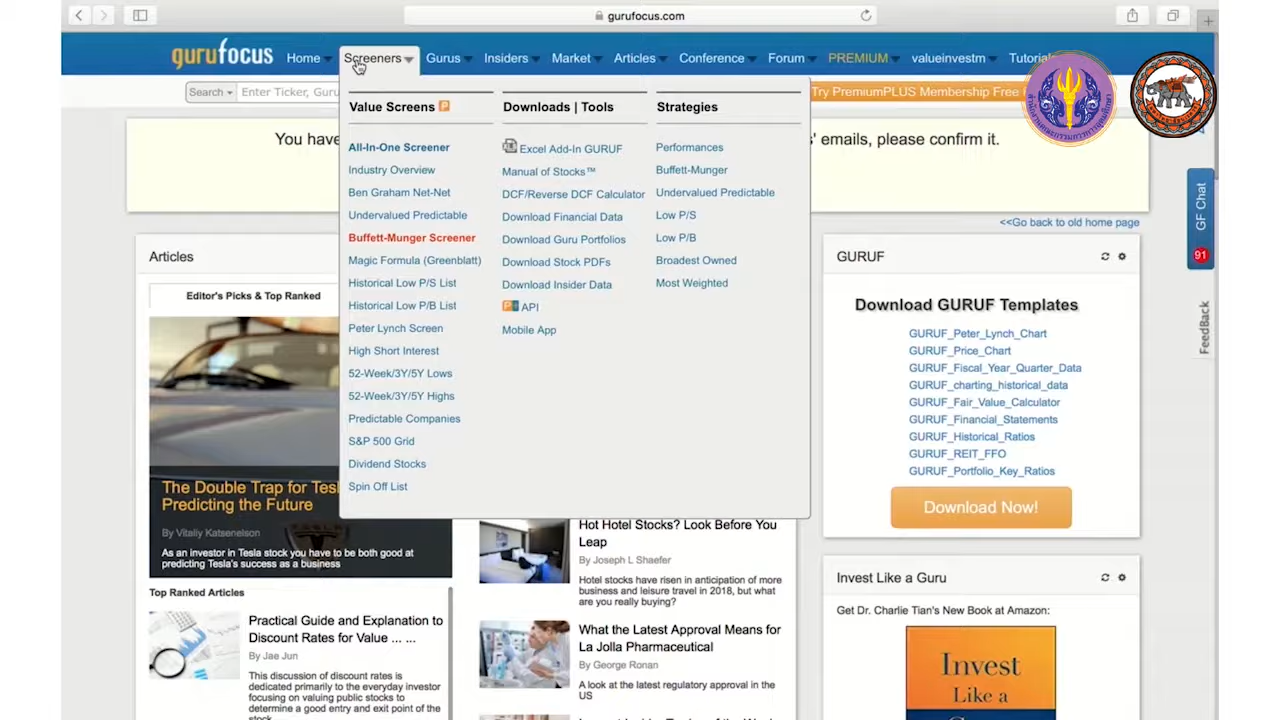 gurufocus.com
gurufocus
Home
Screeners
Gurus
Insiders
Market
Articles
Conference
Forum
PREMIUM
valueinvestm
Tutorial
Search
Enter Ticker, Guru
Try PremiumPLUS Membership Free
You have
s' emails, please confirm it.
<<Go back to old home page
Value Screens P
All-In-One Screener
Industry Overview
Ben Graham Net-Net
Undervalued Predictable
Buffett-Munger Screener
Magic Formula (Greenblatt)
Historical Low P/S List
Historical Low P/B List
Peter Lynch Screen
High Short Interest
52-Week/3Y/5Y Lows
52-Week/3Y/5Y Highs
Predictable Companies
S&P 500 Grid
Dividend Stocks
Spin Off List
Downloads | Tools
Excel Add-In GURUF
Manual of Stocks™
DCF/Reverse DCF Calculator
Download Financial Data
Download Guru Portfolios
Download Stock PDFs
Download Insider Data
API
Mobile App
Strategies
Performances
Buffett-Munger
Undervalued Predictable
Low P/S
Low P/B
Broadest Owned
Most Weighted
Articles
Editor's Picks & Top Ranked
The Double Trap for Tesl
Predicting the Future
By Vitaliy Katsenelson
As an investor in Tesla stock you have to be both good at
predicting Tesla's success as a business
Top Ranked Articles
Practical Guide and Explanation to
Discount Rates for Value ... ...
By Jae Jun
This discussion of discount rates is
dedicated primarily to the everyday investor
focusing on valuing public stocks to
determine a good entry and exit point of the
stock.
Hot Hotel Stocks? Look Before You
Leap
By Joseph L Shaefer
Hotel stocks have risen in anticipation of more
business and leisure travel in 2018, but what
are you really buying?
What the Latest Approval Means for
La Jolla Pharmaceutical
By George Ronan
A look at the latest regulatory approval in the
US
GURUF
Download GURUF Templates
GURUF_Peter_Lynch_Chart
GURUF_Price_Chart
GURUF_Fiscal_Year_Quarter_Data
GURUF_charting_historical_data
GURUF_Fair_Value_Calculator
GURUF_Financial_Statements
GURUF_Historical_Ratios
GURUF_REIT_FFO
GURUF_Portfolio_Key_Ratios
Download Now!
Invest Like a Guru
Get Dr. Charlie Tian's New Book at Amazon:
Invest
Like a
GF Chat
91
FeedBack